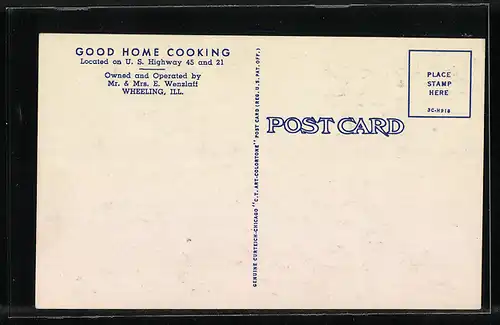 GOOD HOME COOKING
Located on U. S. Highway 45 and 21
Owned and Operated by
Mr. & Mrs. E. Wenzlaff
WHEELING, ILL.
GENUINE CURTEICH-CHICAGO "C. T. ART-COLORTONE" POST CARD (REG. U. S. PAT. OFF.)
POST CARD
PLACE
STAMP
HERE
3C-H918